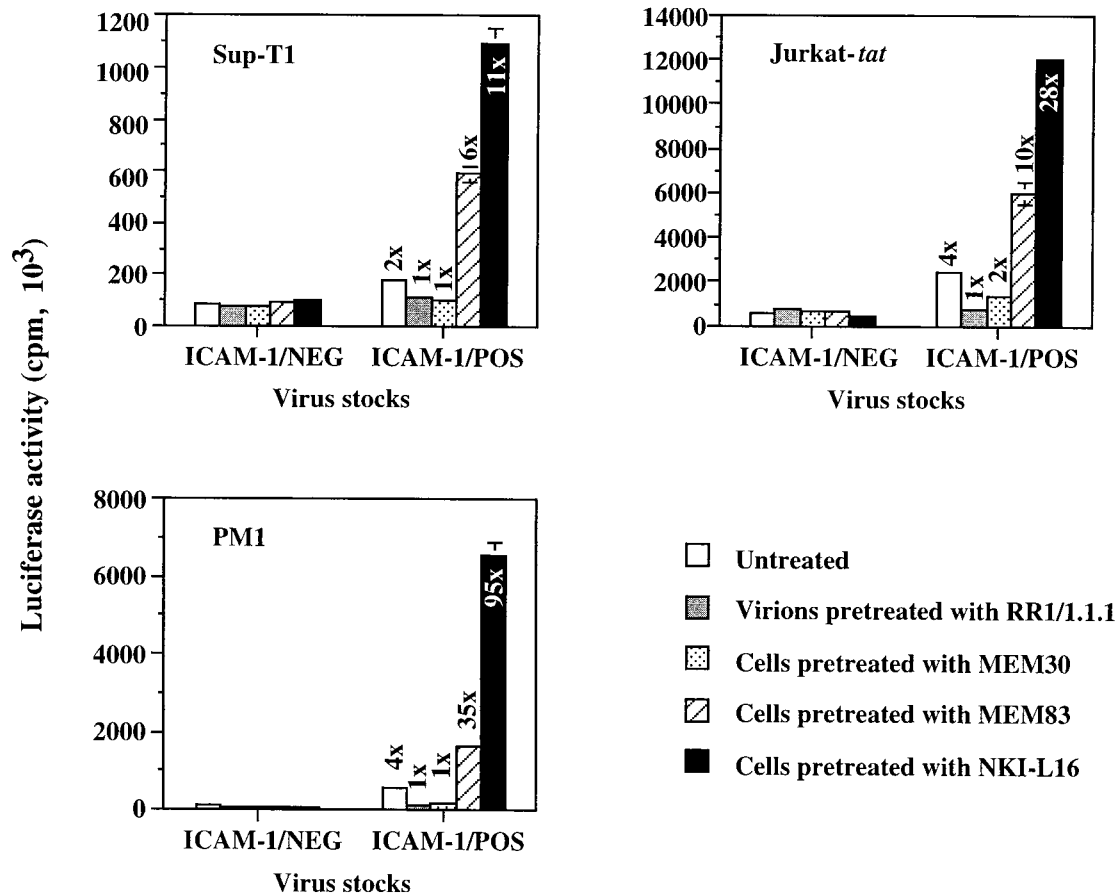 Luciferase activity (cpm, 10³)
1200
1000
800
600
400
200
0
Sup-T1
2x
1x
1x
6x
11x
ICAM-1/NEG
ICAM-1/POS
Virus stocks
14000
12000
10000
8000
6000
4000
2000
0
Jurkat-tat
4x
1x
2x
10x
28x
ICAM-1/NEG
ICAM-1/POS
Virus stocks
8000
6000
4000
2000
0
PM1
4x
1x
1x
35x
95x
ICAM-1/NEG
ICAM-1/POS
Virus stocks
Untreated
Virions pretreated with RR1/1.1.1
Cells pretreated with MEM30
Cells pretreated with MEM83
Cells pretreated with NKI-L16